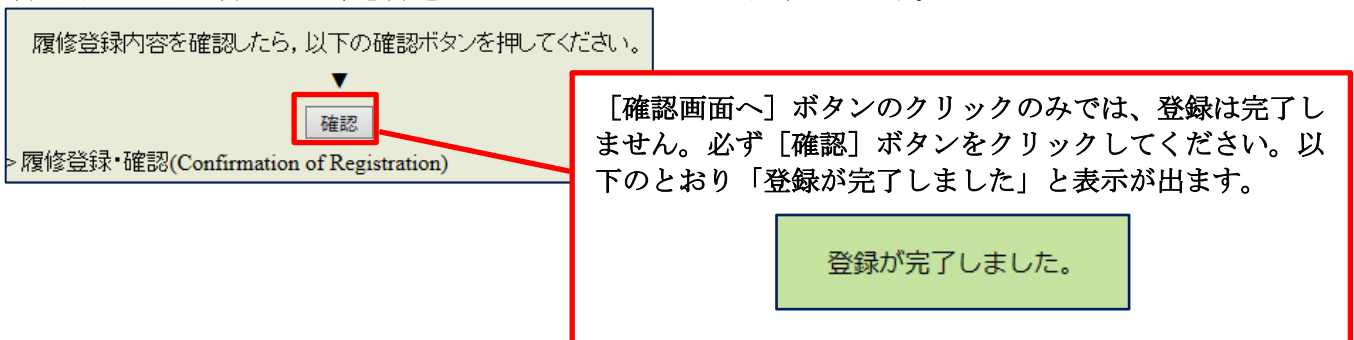 履修登録内容を確認したら，以下の確認ボタンを押してください。
▼
確認
>履修登録・確認(Confirmation of Registration)
［確認画面へ］ボタンのクリックのみでは、登録は完了し
ません。必ず［確認］ボタンをクリックしてください。以
下のとおり「登録が完了しました」と表示が出ます。
登録が完了しました。